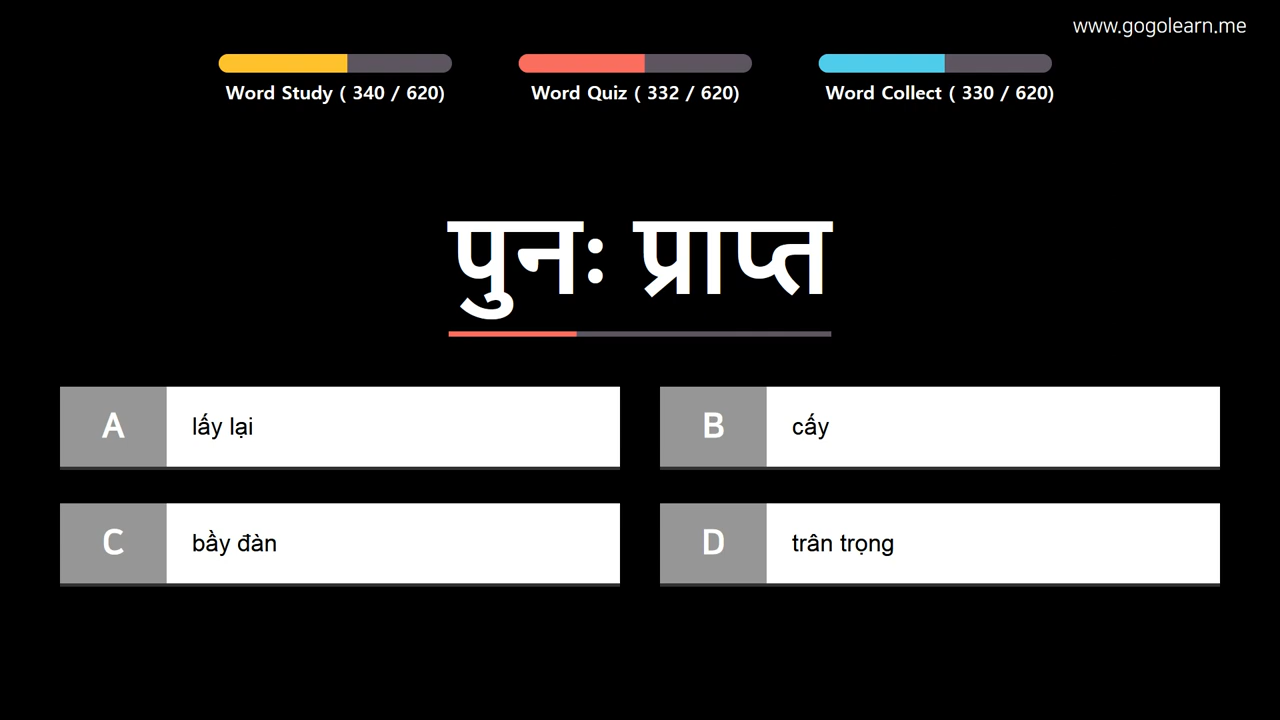 www.gogolearn.me
Word Study ( 340 / 620)
Word Quiz ( 332 / 620)
Word Collect ( 330 / 620)
पुनः प्राप्त
A
lấy lại
B
cấy
C
bầy đàn
D
trân trọng